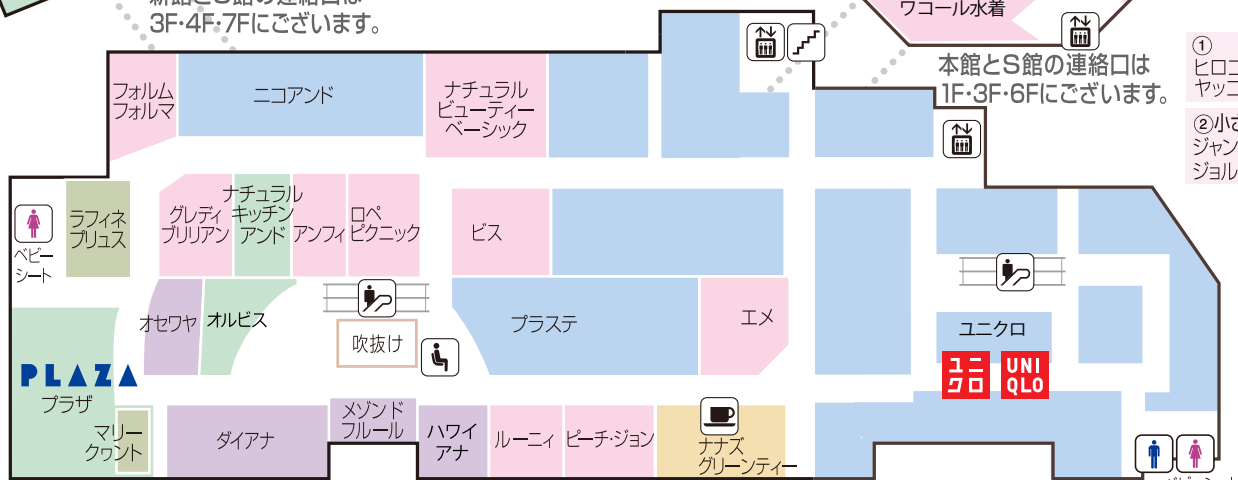 3F・4F・7Fにございます。
ワコール水着
本館とS館の連絡口は
1F・3F・6Fにございます。
①
②
フォルム
フォルマ
ニコアンド
ナチュラル
ビューティー
ベーシック
ベビー
シート
ラフィネ
プリュス
グレディ
ブリリアン
ナチュラル
キッチン
アンド
アンフィ
ロペ
ピクニック
ビス
オセワヤ
オルビス
吹抜け
プラステ
エメ
ユニクロ
ユニ
クロ
UNI
QLO
PLAZA
プラザ
マリー
クヮント
ダイアナ
メゾンド
フルール
ハワイ
アナ
ルーニィ
ピーチ・ジョン
ナナズ
グリーンティー